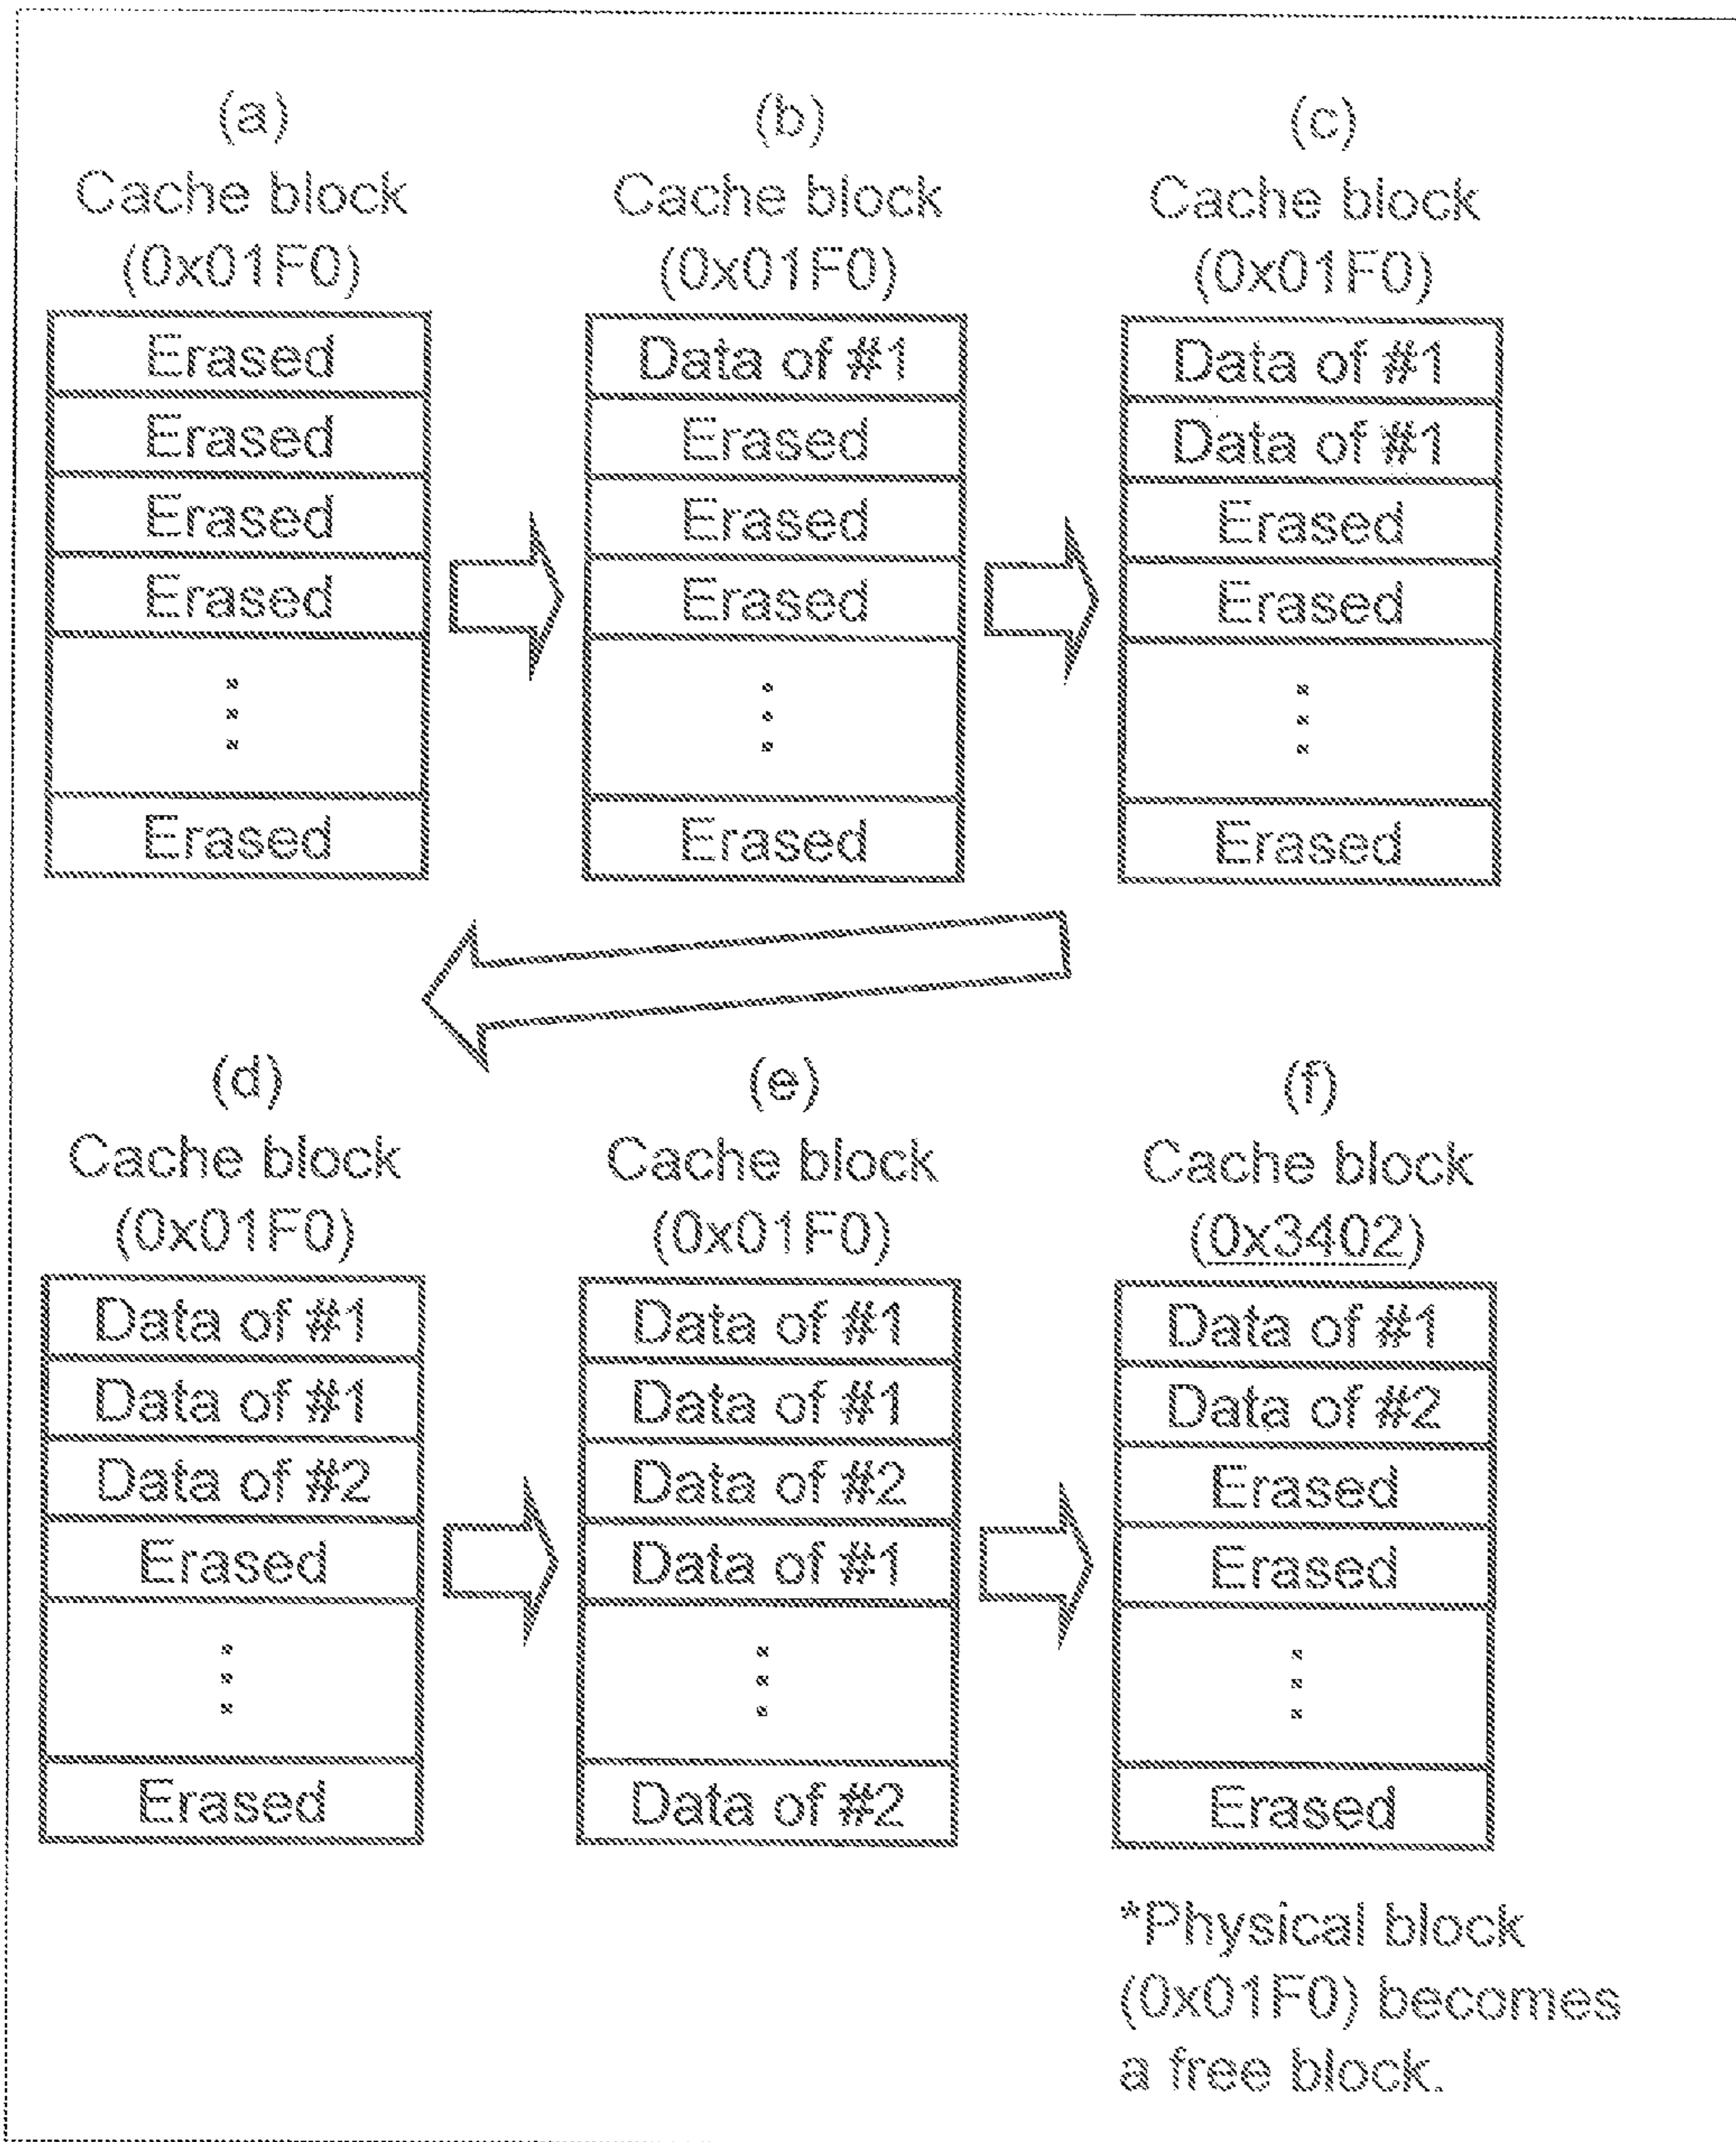 (a)
Cache block
(0x01F0)
Erased
Erased
Erased
Erased
Erased
(b)
Cache block
(0x01F0)
Data of #1
Erased
Erased
Erased
Erased
(c)
Cache block
(0x01F0)
Data of #1
Data of #1
Erased
Erased
Erased
(d)
Cache block
(0x01F0)
Data of #1
Data of #1
Data of #2
Erased
Erased
(e)
Cache block
(0x01F0)
Data of #1
Data of #1
Data of #2
Data of #1
Data of #2
(f)
Cache block
(0x3402)
Data of #1
Data of #2
Erased
Erased
Erased
*Physical block
(0x01F0) becomes
a free block.